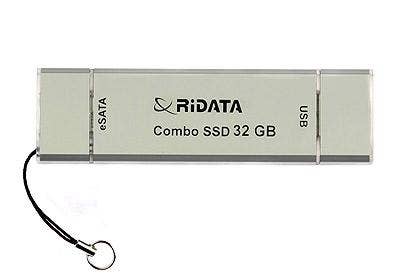 eSATA
RiDATA
Combo SSD 32 GB
USB